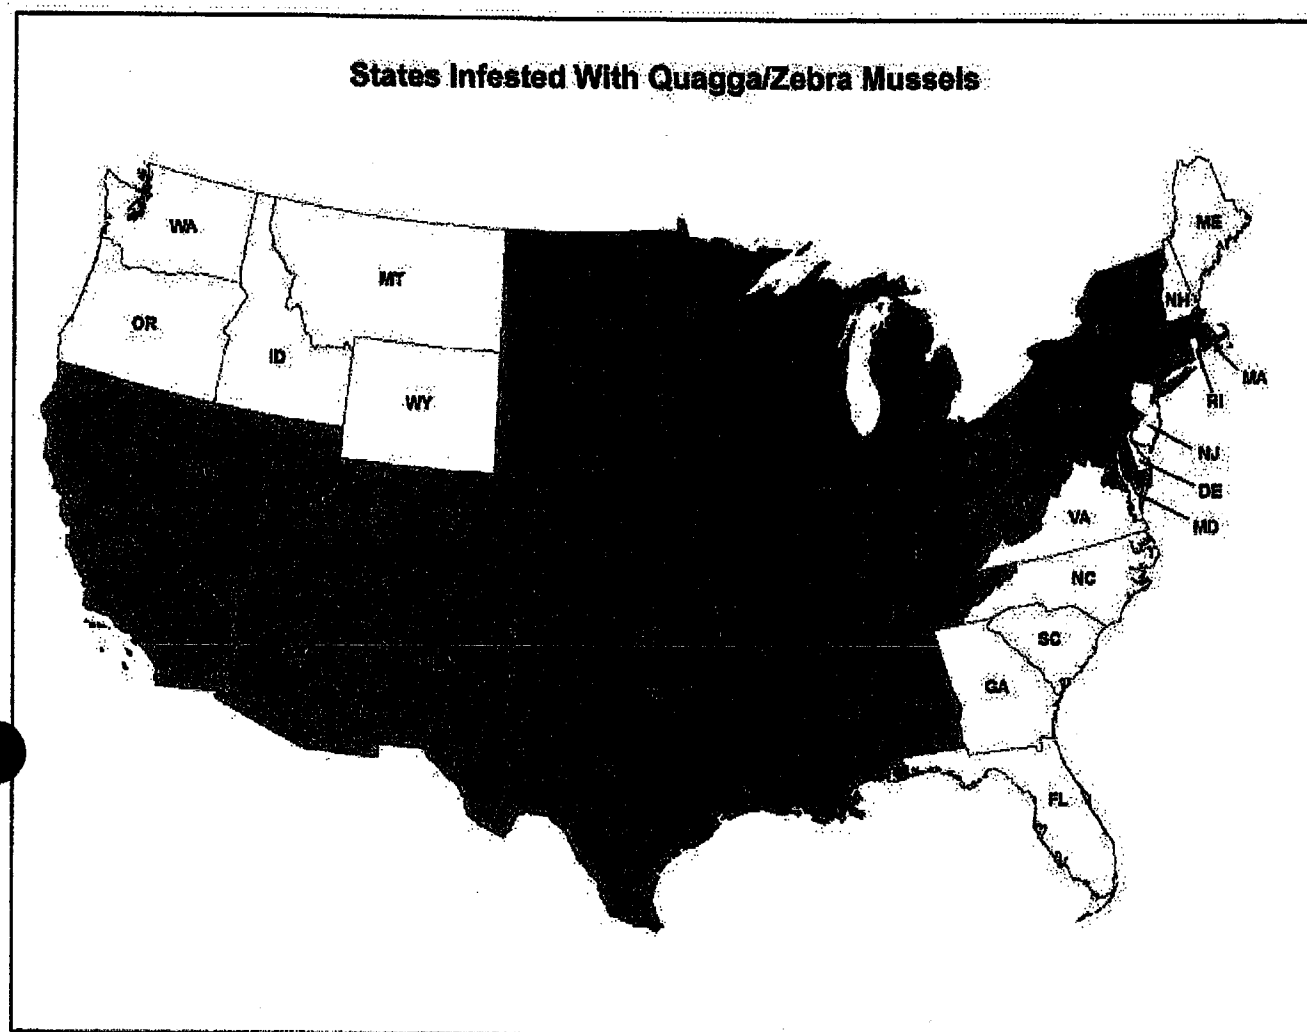 States Infested With Quagga/Zebra Mussels
WA
ME
MT
NH
OR
ID
MA
WY
RI
NJ
DE
VA
MD
NC
SC
GA
FL